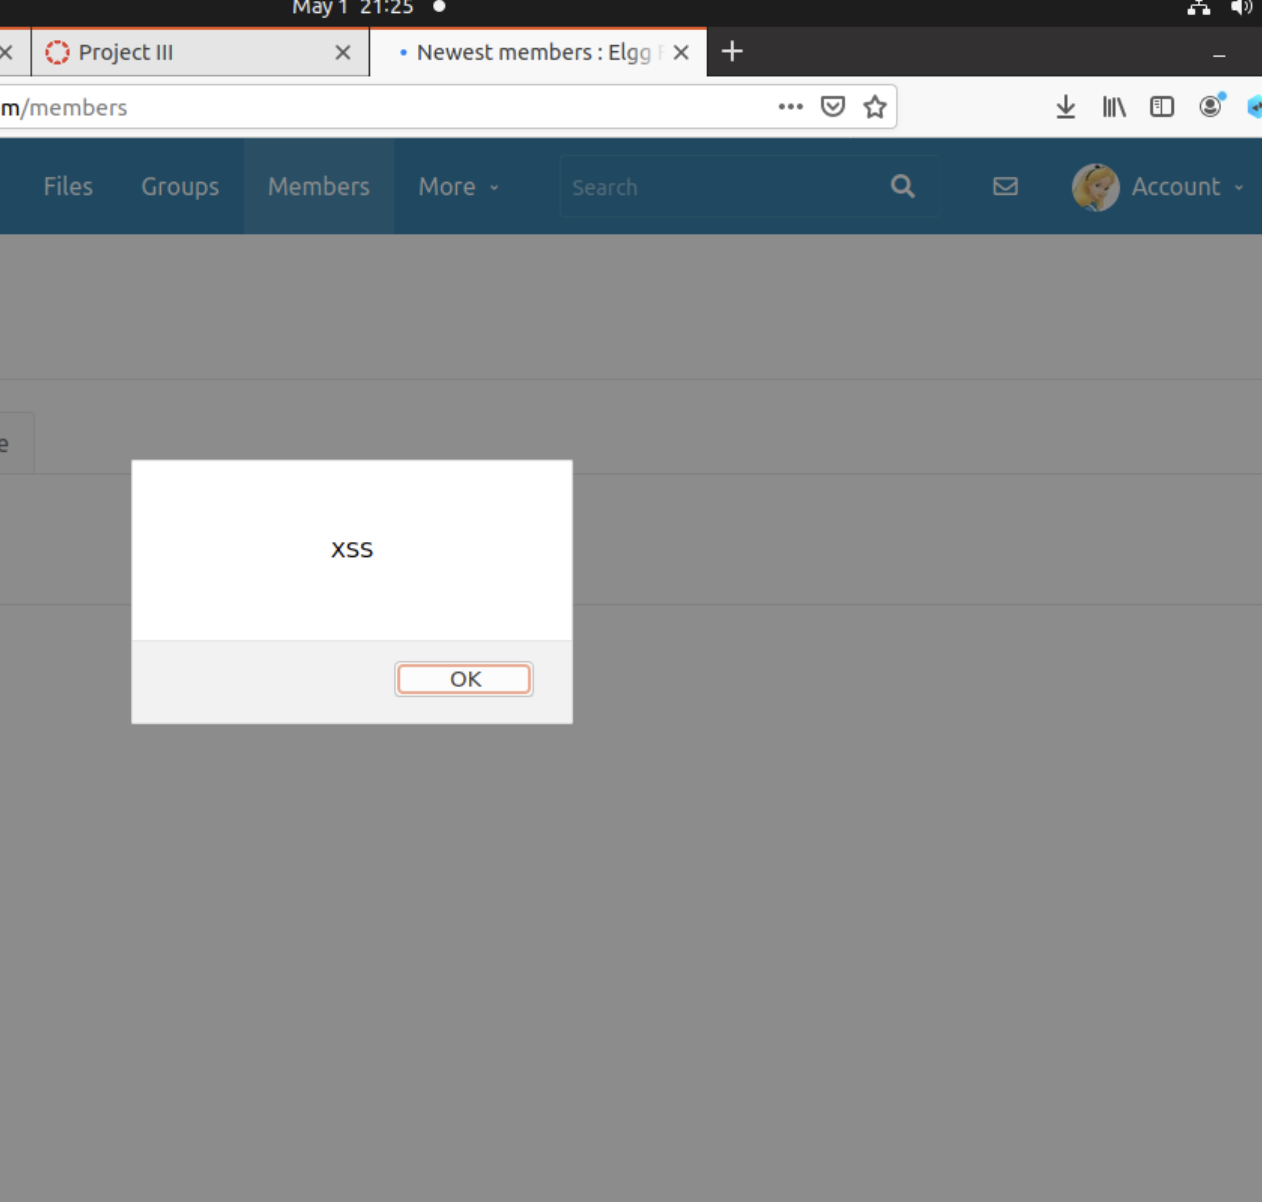 May 1 21:25
Project III
Newest members : Elgg F
m/members
Files Groups Members More Search Account
e
xss
OK